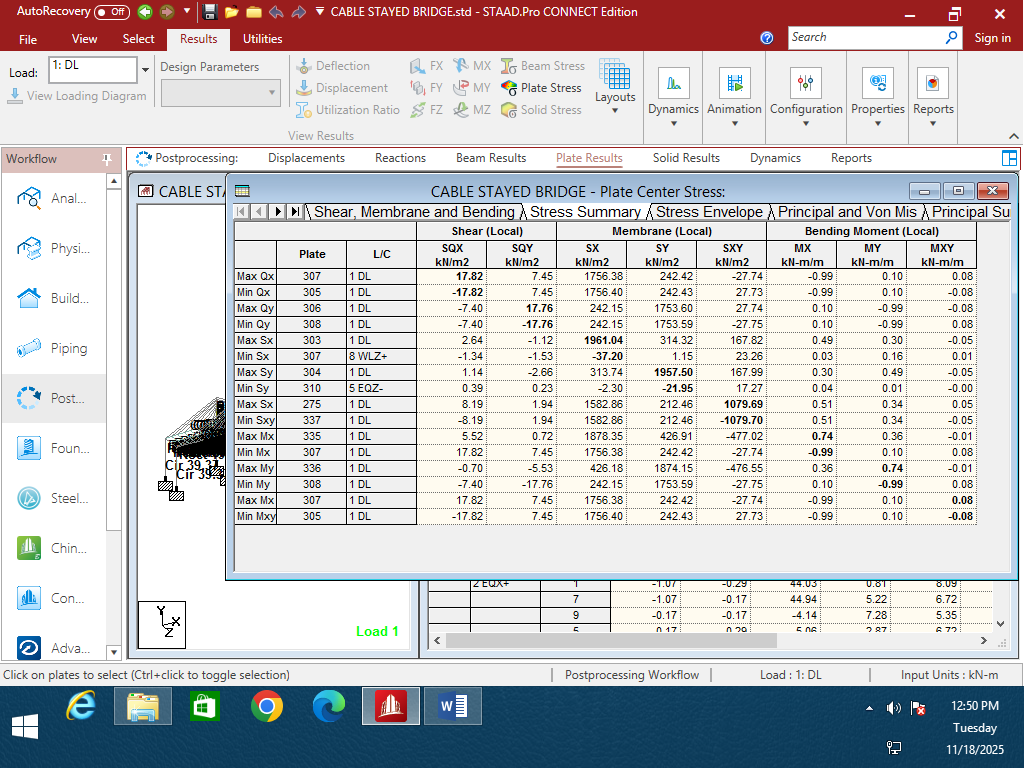 AutoRecovery Off CABLE STAYED BRIDGE.std - STAAD.Pro CONNECT Edition
File View Select Results Utilities Search Sign in
Load: 1: DL
View Loading Diagram
Design Parameters
Deflection FX MX Beam Stress
Displacement FY MY Plate Stress
Utilization Ratio FZ MZ Solid Stress
View Results
Layouts Dynamics Animation Configuration Properties Reports
Workflow
Postprocessing: Displacements Reactions Beam Results Plate Results Solid Results Dynamics Reports
Anal...
Physi...
Build...
Piping
Post...
Foun...
Steel...
Chin...
Con...
Adva...
CABLE STA
CABLE STAYED BRIDGE - Plate Center Stress:
Shear, Membrane and Bending Stress Summary Stress Envelope Principal and Von Mis Principal Su
Shear (Local) Membrane (Local) Bending Moment (Local)
Plate L/C SQX kN/m2 SQY kN/m2 SX kN/m2 SY kN/m2 SXY kN/m2 MX kN-m/m MY kN-m/m MXY kN-m/m
Max Qx 307 1 DL 17.82 7.45 1756.38 242.42 -27.74 -0.99 0.10 0.08
Min Qx 305 1 DL -17.82 7.45 1756.40 242.43 27.73 -0.99 0.10 -0.08
Max Qy 306 1 DL -7.40 17.76 242.15 1753.60 27.74 0.10 -0.99 -0.08
Min Qy 308 1 DL -7.40 -17.76 242.15 1753.59 -27.75 0.10 -0.99 0.08
Max Sx 303 1 DL 2.64 -1.12 1961.04 314.32 167.82 0.49 0.30 -0.05
Min Sx 307 8 WLZ+ -1.34 -1.53 -37.20 1.15 23.26 0.03 0.16 0.01
Max Sy 304 1 DL 1.14 -2.66 313.74 1957.50 167.99 0.30 0.49 -0.05
Min Sy 310 5 EQZ- 0.39 0.23 -2.30 -21.95 17.27 0.04 0.01 -0.00
Max Sx 275 1 DL 8.19 1.94 1582.86 212.46 1079.69 0.51 0.34 0.05
Min Sxy 337 1 DL -8.19 1.94 1582.86 212.46 -1079.70 0.51 0.34 -0.05
Max Mx 335 1 DL 5.52 0.72 1878.35 426.91 -477.02 0.74 0.36 -0.01
Min Mx 307 1 DL 17.82 7.45 1756.38 242.42 -27.74 -0.99 0.10 0.08
Max My 336 1 DL -0.70 -5.53 426.18 1874.15 -476.55 0.36 0.74 -0.01
Min My 308 1 DL -7.40 -17.76 242.15 1753.59 -27.75 0.10 -0.99 0.08
Max Mx 307 1 DL 17.82 7.45 1756.38 242.42 -27.74 -0.99 0.10 0.08
Min Mxy 305 1 DL -17.82 7.45 1756.40 242.43 27.73 -0.99 0.10 -0.08
2 EQX+ 1 -1.07 -0.29 44.03 0.81 8.09
7 -1.07 -0.17 44.94 5.22 6.72
9 -0.17 -0.17 -4.14 7.28 5.35
Y X Z
Load 1
Click on plates to select (Ctrl+click to toggle selection) Postprocessing Workflow Load : 1: DL Input Units : kN-m
12:50 PM
Tuesday
11/18/2025